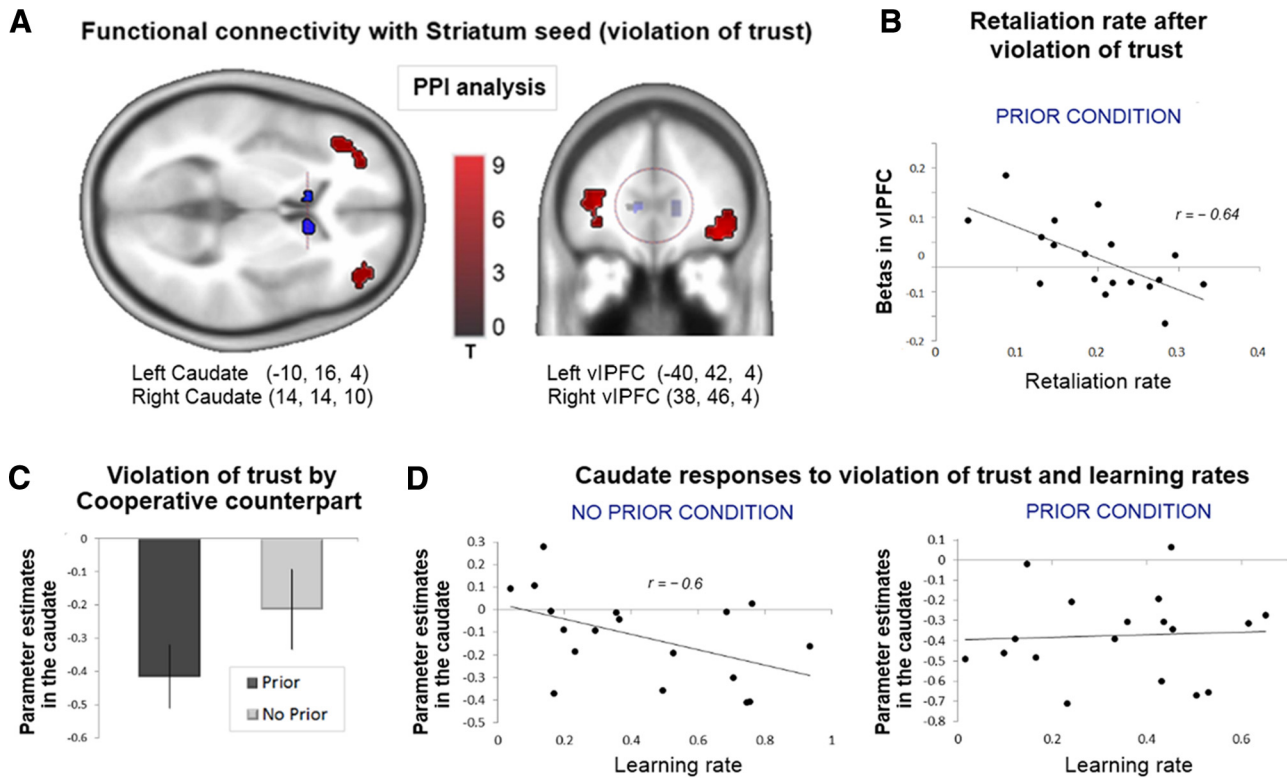 A
Functional connectivity with Striatum seed (violation of trust)
PPI analysis
9
6
3
0
T
Left Caudate (-10, 16, 4)
Right Caudate (14, 14, 10)
Left vlPFC (-40, 42, 4)
Right vlPFC (38, 46, 4)
B
Retaliation rate after
violation of trust
PRIOR CONDITION
Betas in vlPFC
0.2
0.1
0
-0.1
-0.2
r = − 0.64
0 0.1 0.2 0.3 0.4
Retaliation rate
C
Violation of trust by
Cooperative counterpart
Parameter estimates
in the caudate
0
-0.1
-0.2
-0.3
-0.4
-0.5
-0.6
Prior
No Prior
D
Caudate responses to violation of trust and learning rates
NO PRIOR CONDITION
Parameter estimates
in the caudate
0.3
0.2
0.1
0
-0.1
-0.2
-0.3
-0.4
-0.5
r = − 0.6
0 0.2 0.4 0.6 0.8 1
Learning rate
PRIOR CONDITION
Parameter estimates
in the caudate
0.1
0
-0.1
-0.2
-0.3
-0.4
-0.5
-0.6
-0.7
-0.8
0 0.2 0.4 0.6
Learning rate